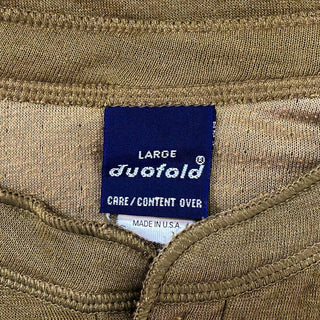 LARGE
duofold®
CARE/CONTENT OVER
MADE IN U.S.A.